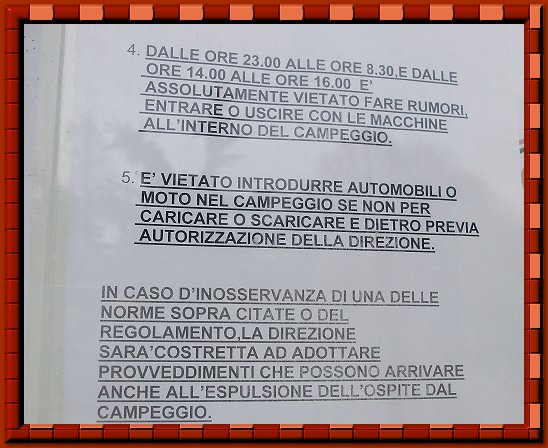 4. DALLE ORE 23.00 ALLE ORE 8.30,E DALLE
ORE 14.00 ALLE ORE 16.00 E'
ASSOLUTAMENTE VIETATO FARE RUMORI,
ENTRARE O USCIRE CON LE MACCHINE
ALL'INTERNO DEL CAMPEGGIO.
5. E' VIETATO INTRODURRE AUTOMOBILI O
MOTO NEL CAMPEGGIO SE NON PER
CARICARE O SCARICARE E DIETRO PREVIA
AUTORIZZAZIONE DELLA DIREZIONE.
IN CASO D'INOSSERVANZA DI UNA DELLE
NORME SOPRA CITATE O DEL
REGOLAMENTO,LA DIREZIONE
SARA'COSTRETTA AD ADOTTARE
PROVVEDDIMENTI CHE POSSONO ARRIVARE
ANCHE ALL'ESPULSIONE DELL'OSPITE DAL
CAMPEGGIO.